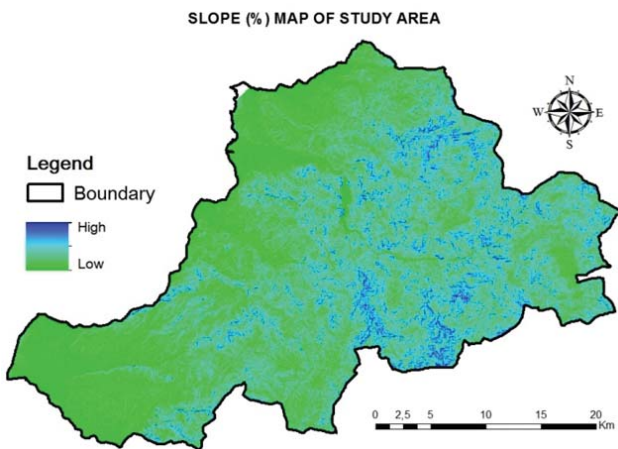 SLOPE (%) MAP OF STUDY AREA
N
W E
S
Legend
Boundary
High
Low
0 2,5 5 10 15 20
Km